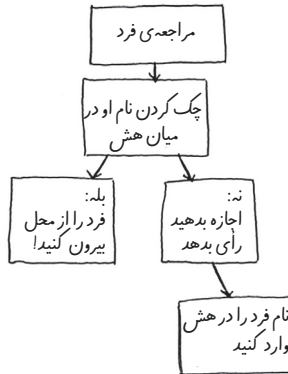 مراجعه‌ی فرد
چک کردن نام او در
میان هش
بله:
فرد را از محل
بیرون کنید!
نه:
اجازه بدهید
رأی بدهد
نام فرد را در هش
وارد کنید